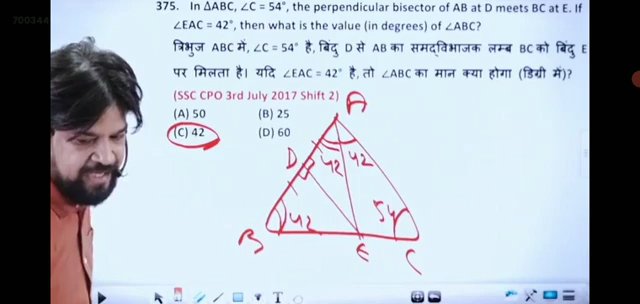 700344
375. In ΔABC, ∠C = 54°, the perpendicular bisector of AB at D meets BC at E. If
∠EAC = 42°, then what is the value (in degrees) of ∠ABC?
त्रिभुज ABC में, ∠C = 54° है, बिंदु D से AB का समद्विभाजक लम्ब BC को बिंदु E
पर मिलता है। यदि ∠EAC = 42° है, तो ∠ABC का मान क्या होगा (डिग्री में)?
(SSC CPO 3rd July 2017 Shift 2)
(A) 50 (B) 25
(C) 42 (D) 60
A
D 42 42
B 42 54
E C
T